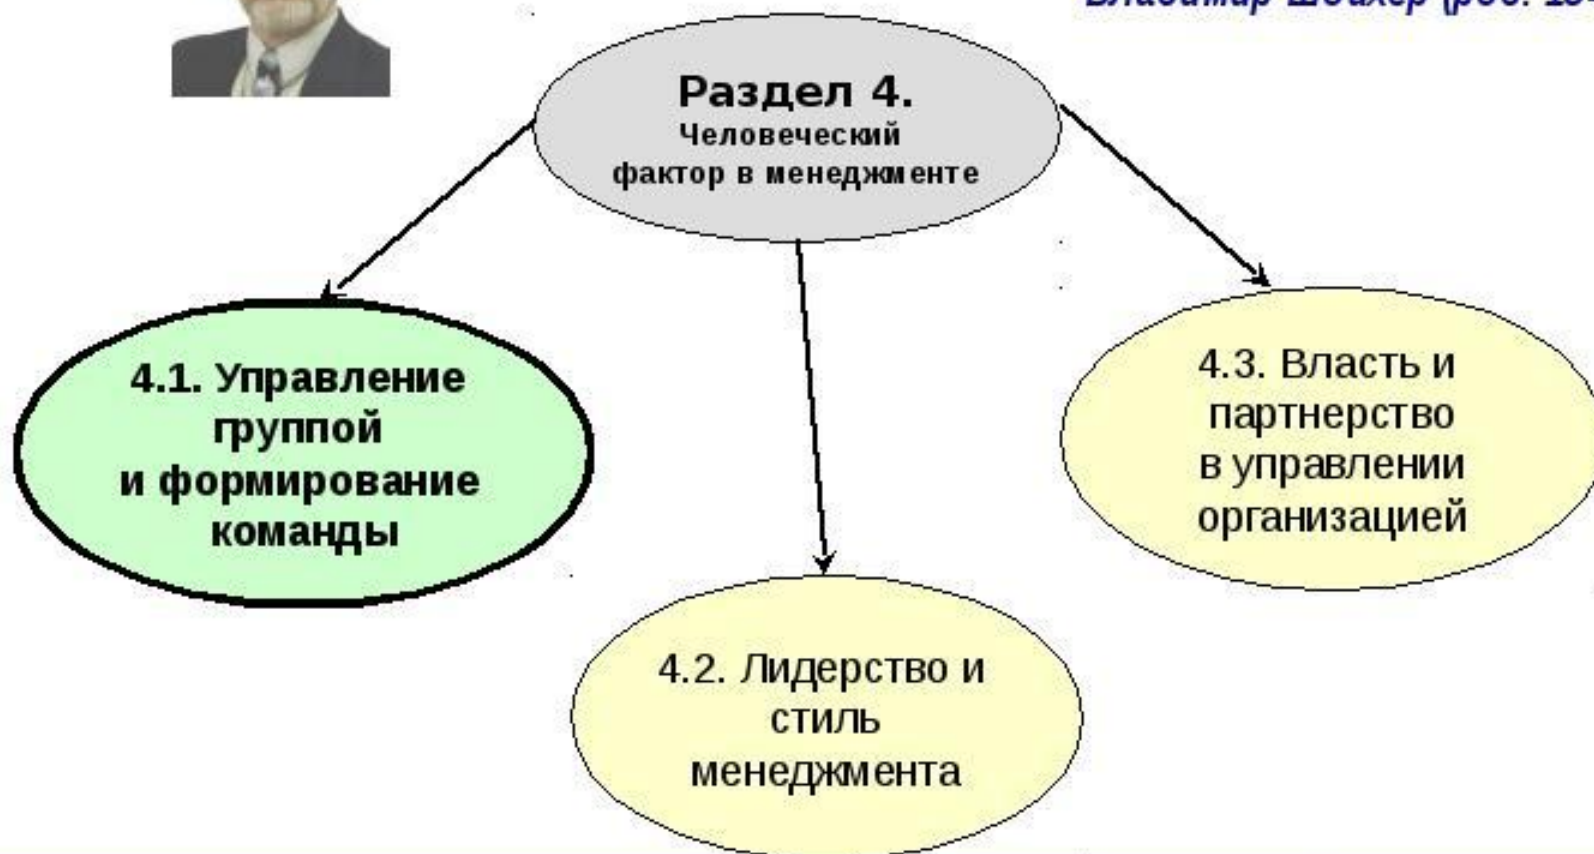 Владимир
Раздел 4.
Человеческий
фактор в менеджменте
4.1. Управление
группой
и формирование
команды
4.3. Власть и
партнерство
в управлении
организацией
4.2. Лидерство и
стиль
менеджмента